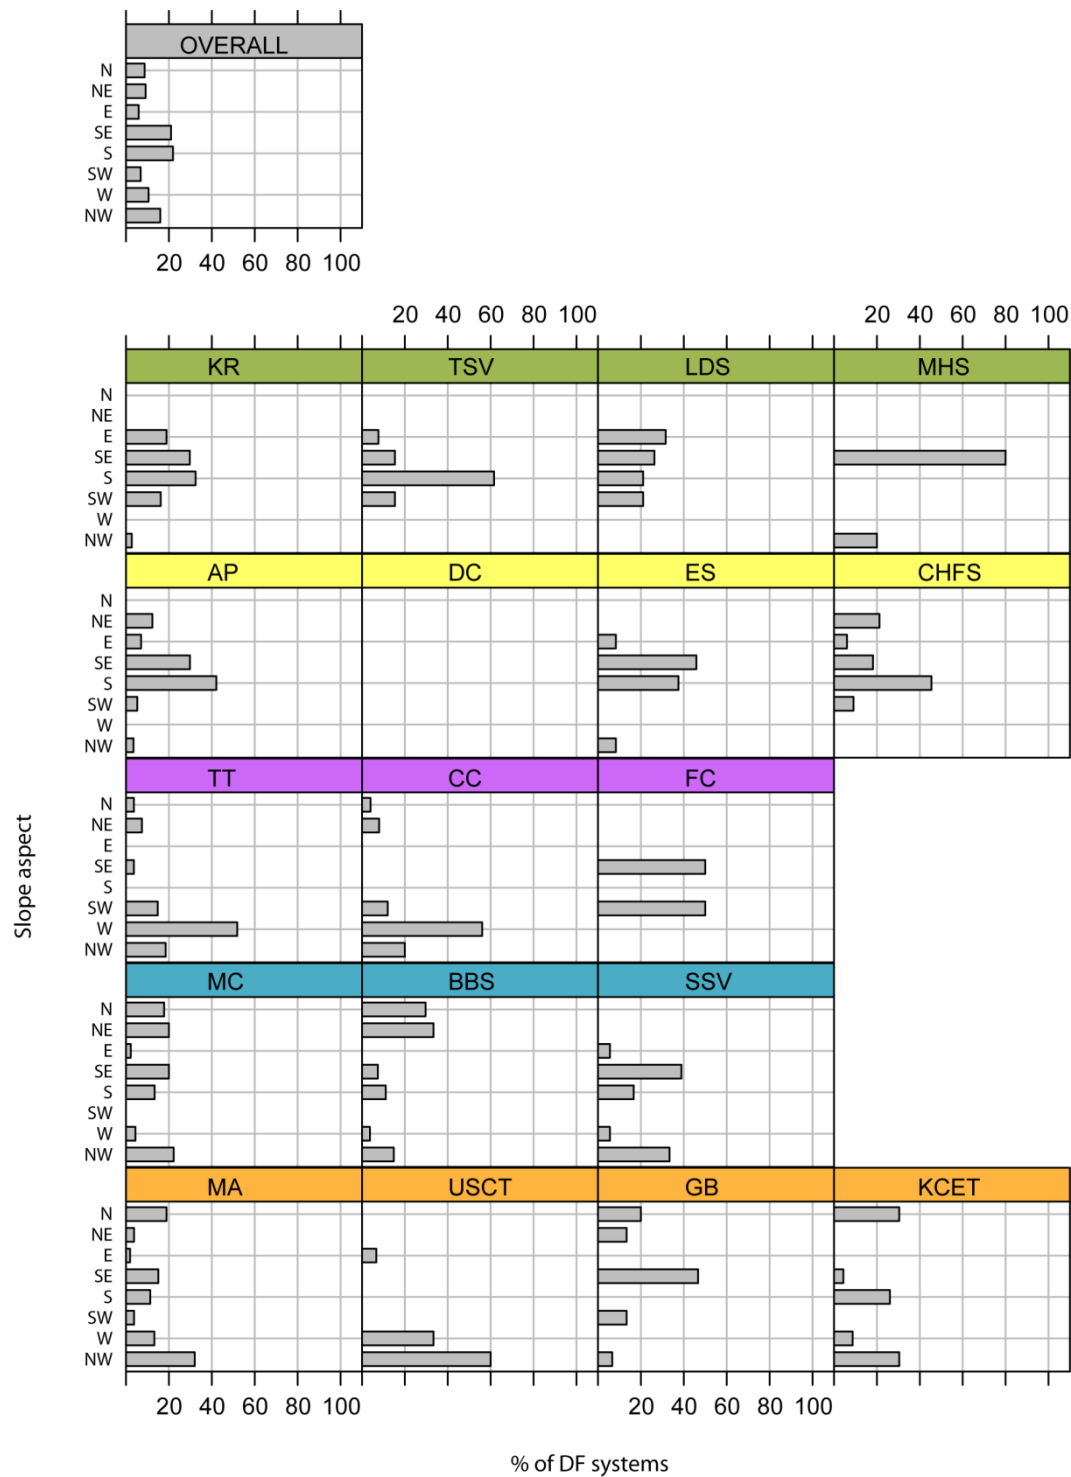 OVERALL
N
NE
E
SE
S
SW
W
NW
20 40 60 80 100
20 40 60 80 100 20 40 60 80 100
KR TSV LDS MHS
N
NE
E
SE
S
SW
W
NW
AP DC ES CHFS
N
NE
E
SE
S
SW
W
NW
TT CC FC
N
NE
E
SE
S
SW
W
NW
Slope aspect
MC BBS SSV
N
NE
E
SE
S
SW
W
NW
MA USCT GB KCET
N
NE
E
SE
S
SW
W
NW
20 40 60 80 100 20 40 60 80 100
% of DF systems